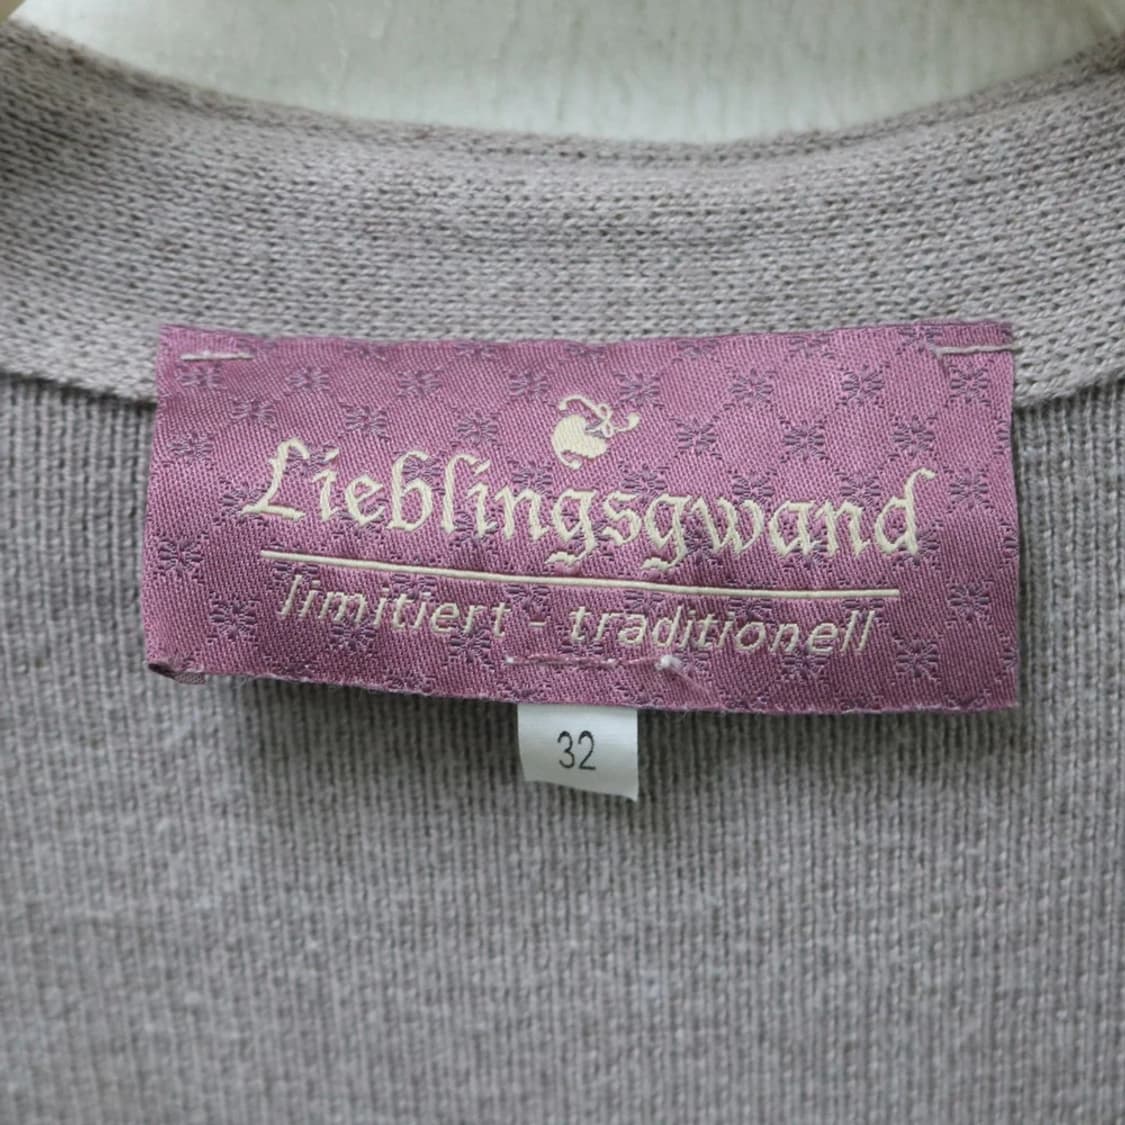 Lieblingsgwand
limitiert - traditionell
32